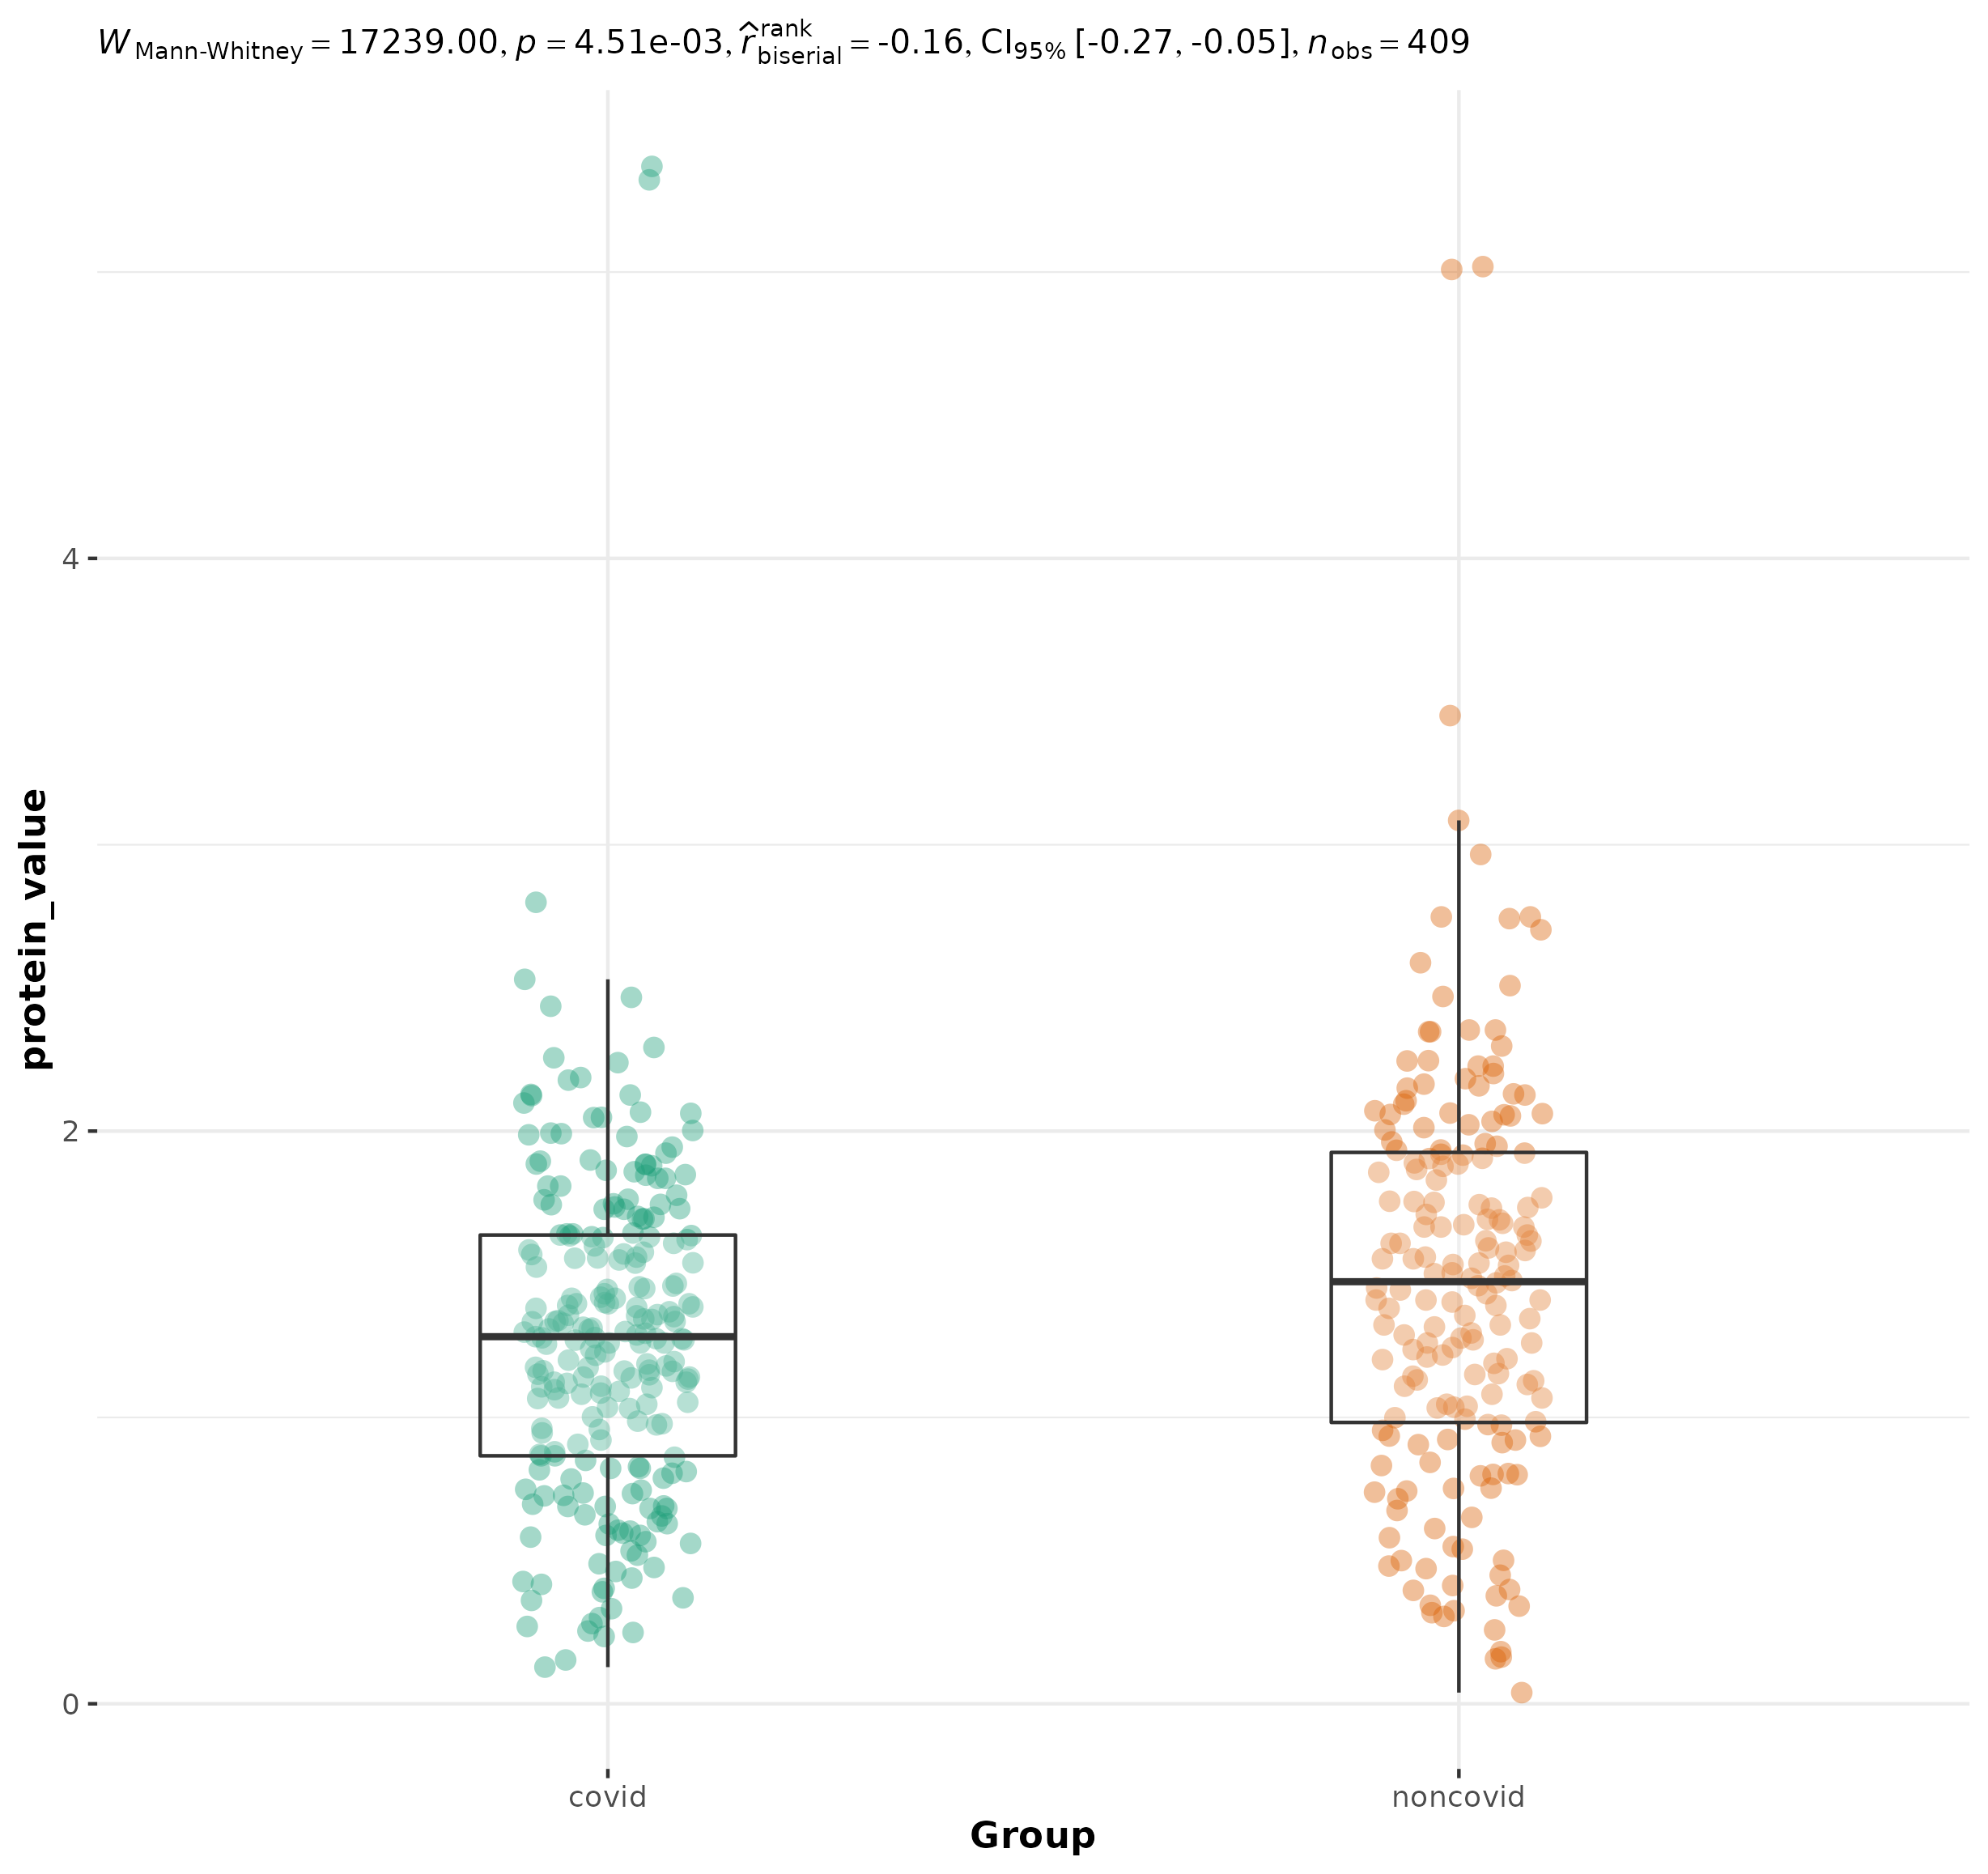 W Mann-Whitney = 17239.00, p = 4.51e-03, r̂ rank biserial = -0.16, CI95% [-0.27, -0.05], n obs = 409
protein_value
4
2
0
covid noncovid
Group